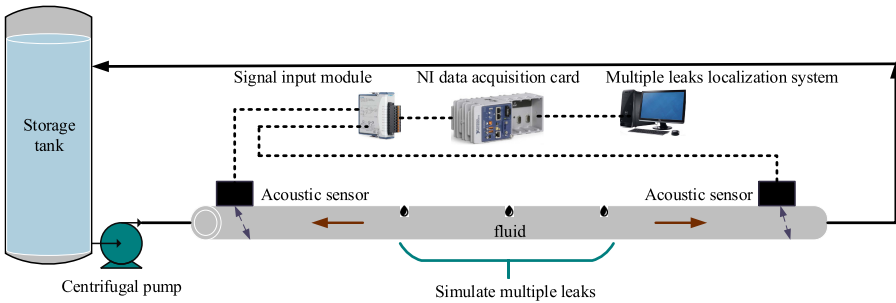 Signal input module
NI data acquisition card
Multiple leaks localization system
Storage
tank
Acoustic sensor
Acoustic sensor
fluid
Centrifugal pump
Simulate multiple leaks